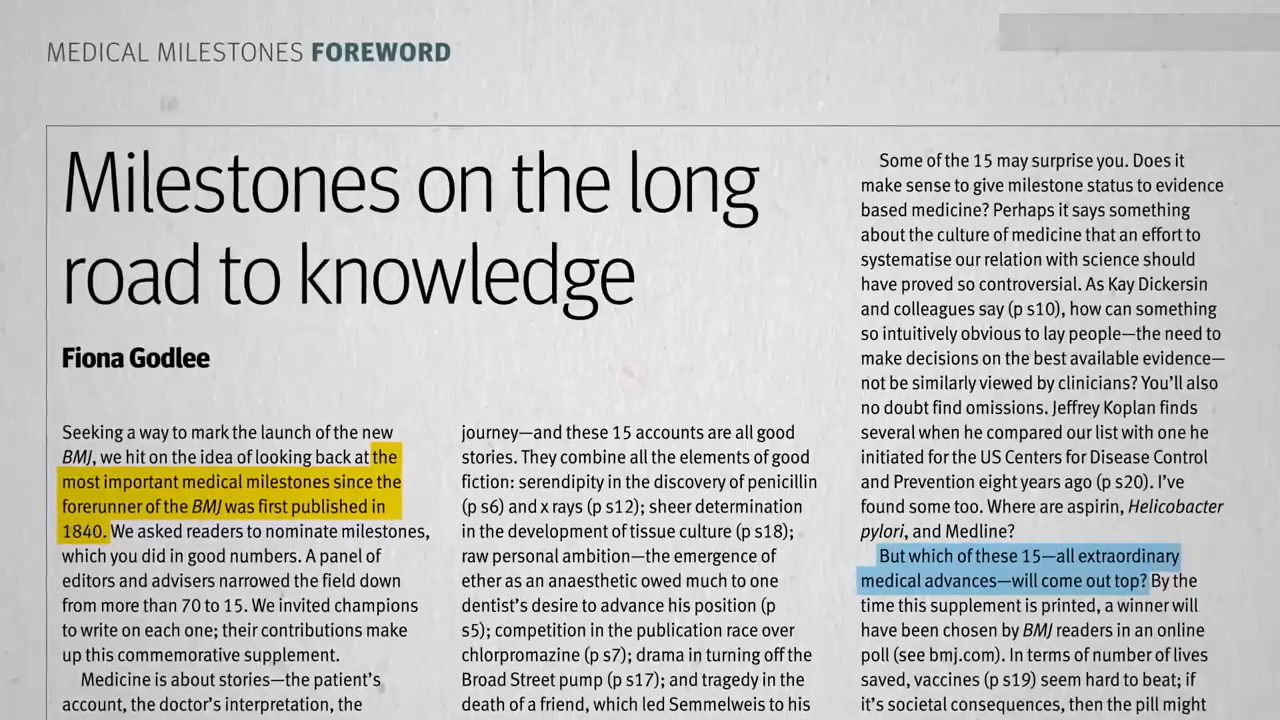 MEDICAL MILESTONES FOREWORD
Milestones on the long
road to knowledge
Fiona Godlee
Seeking a way to mark the launch of the new
BMJ, we hit on the idea of looking back at the
most important medical milestones since the
forerunner of the BMJ was first published in
1840. We asked readers to nominate milestones,
which you did in good numbers. A panel of
editors and advisers narrowed the field down
from more than 70 to 15. We invited champions
to write on each one; their contributions make
up this commemorative supplement.
Medicine is about stories—the patient's
account, the doctor's interpretation, the
journey—and these 15 accounts are all good
stories. They combine all the elements of good
fiction: serendipity in the discovery of penicillin
(p s6) and x rays (p s12); sheer determination
in the development of tissue culture (p s18);
raw personal ambition—the emergence of
ether as an anaesthetic owed much to one
dentist's desire to advance his position (p
s5); competition in the publication race over
chlorpromazine (p s7); drama in turning off the
Broad Street pump (p s17); and tragedy in the
death of a friend, which led Semmelweis to his
Some of the 15 may surprise you. Does it
make sense to give milestone status to evidence
based medicine? Perhaps it says something
about the culture of medicine that an effort to
systematise our relation with science should
have proved so controversial. As Kay Dickersin
and colleagues say (p s10), how can something
so intuitively obvious to lay people—the need to
make decisions on the best available evidence—
not be similarly viewed by clinicians? You'll also
no doubt find omissions. Jeffrey Koplan finds
several when he compared our list with one he
initiated for the US Centers for Disease Control
and Prevention eight years ago (p s20). I've
found some too. Where are aspirin, Helicobacter
pylori, and Medline?
But which of these 15—all extraordinary
medical advances—will come out top? By the
time this supplement is printed, a winner will
have been chosen by BMJ readers in an online
poll (see bmj.com). In terms of number of lives
saved, vaccines (p s19) seem hard to beat; if
it's societal consequences, then the pill might